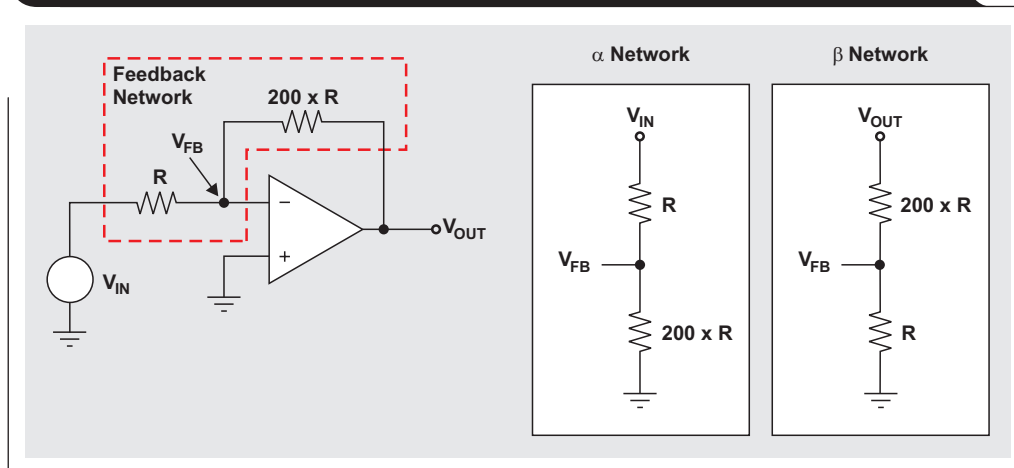 Feedback
Network
200 x R
V_FB
R
V_IN
−
+
V_OUT
α Network
V_IN
R
V_FB
200 x R
β Network
V_OUT
200 x R
V_FB
R